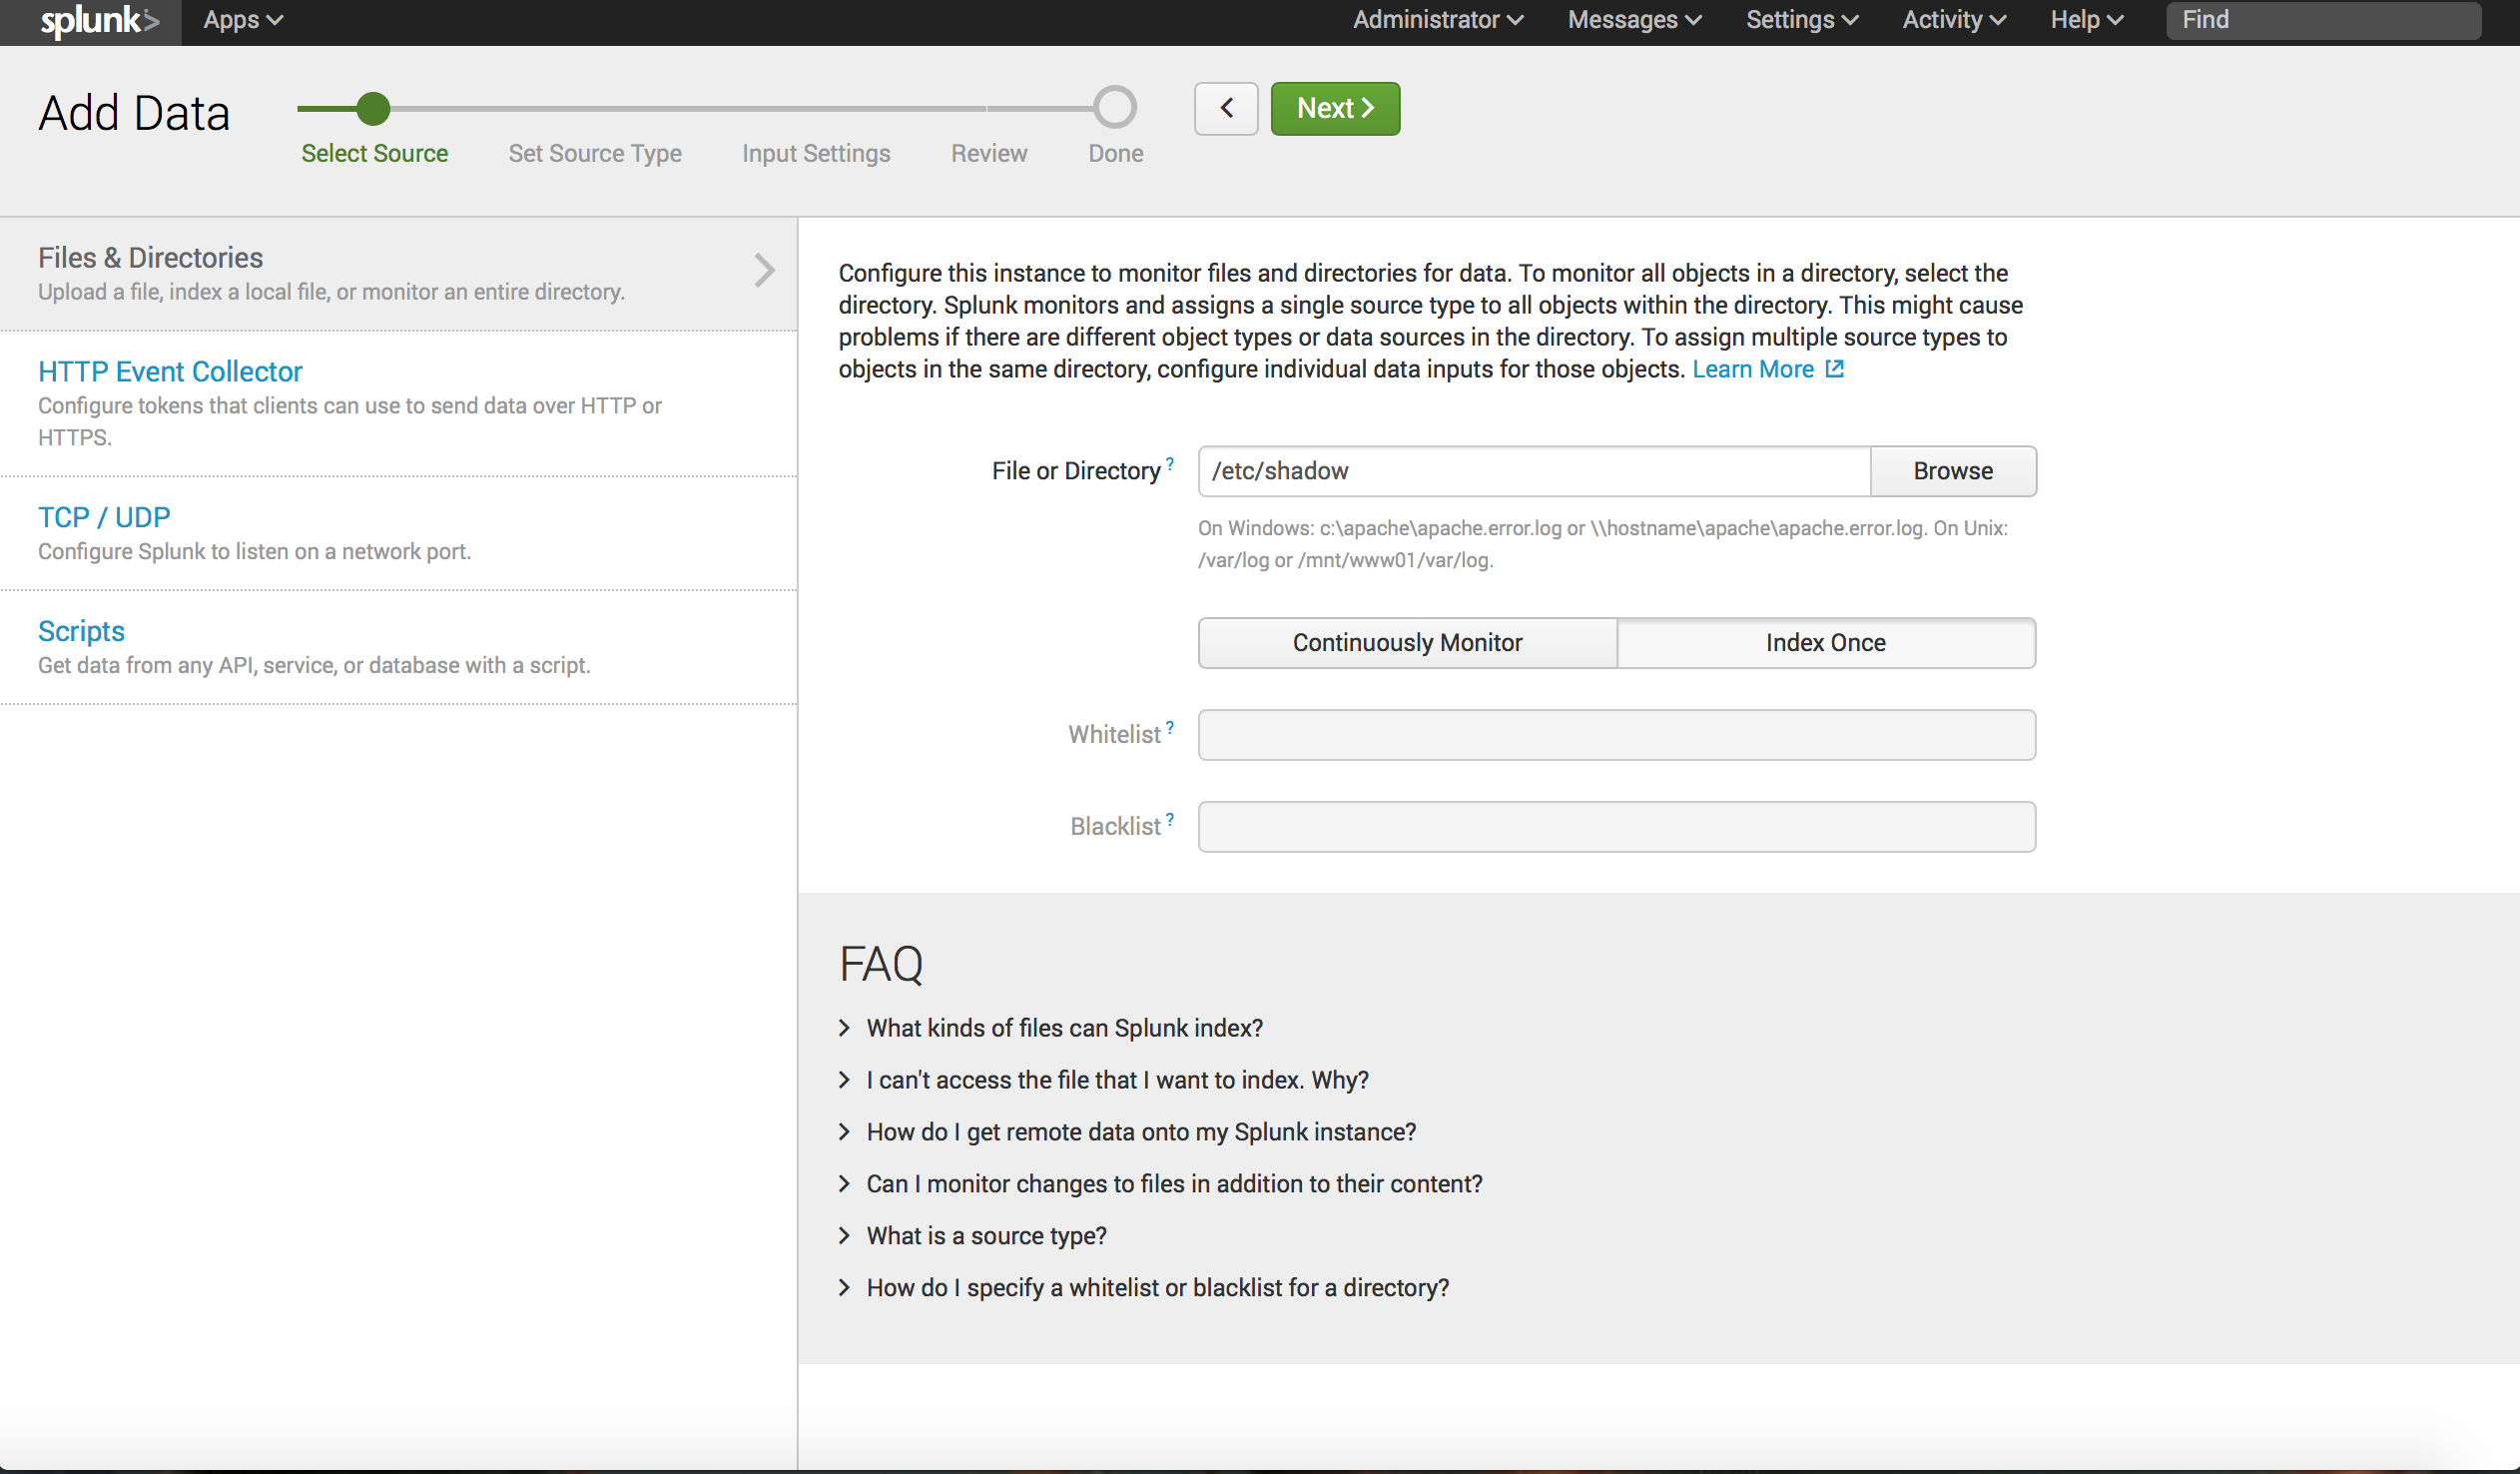 splunk>
Apps
Administrator
Messages
Settings
Activity
Help
Find
Add Data
Select Source
Set Source Type
Input Settings
Review
Done
Next
Files & Directories
Upload a file, index a local file, or monitor an entire directory.
HTTP Event Collector
Configure tokens that clients can use to send data over HTTP or
HTTPS.
TCP / UDP
Configure Splunk to listen on a network port.
Scripts
Get data from any API, service, or database with a script.
Configure this instance to monitor files and directories for data. To monitor all objects in a directory, select the
directory. Splunk monitors and assigns a single source type to all objects within the directory. This might cause
problems if there are different object types or data sources in the directory. To assign multiple source types to
objects in the same directory, configure individual data inputs for those objects. Learn More
File or Directory ?
/etc/shadow
Browse
On Windows: c:\apache\apache.error.log or \\hostname\apache\apache.error.log. On Unix:
/var/log or /mnt/www01/var/log.
Continuously Monitor
Index Once
Whitelist ?
Blacklist ?
FAQ
What kinds of files can Splunk index?
I can't access the file that I want to index. Why?
How do I get remote data onto my Splunk instance?
Can I monitor changes to files in addition to their content?
What is a source type?
How do I specify a whitelist or blacklist for a directory?